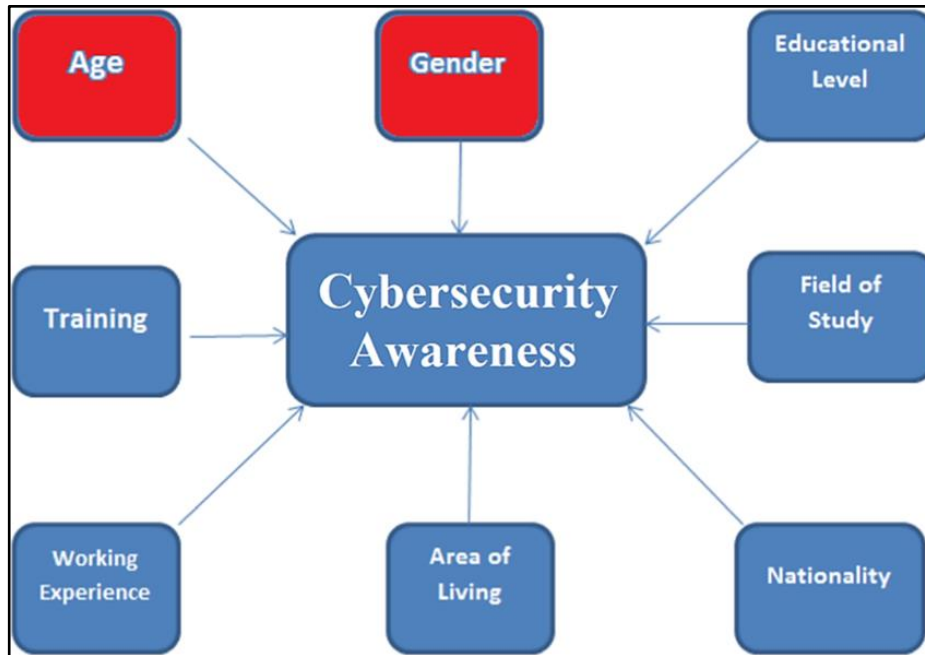 Age
Gender
Educational
Level
Training
Cybersecurity
Awareness
Field of
Study
Working
Experience
Area of
Living
Nationality